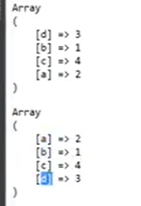 Array
(
[d] => 3
[b] => 1
[c] => 4
[a] => 2
)
Array
(
[a] => 2
[b] => 1
[c] => 4
[d] => 3
)